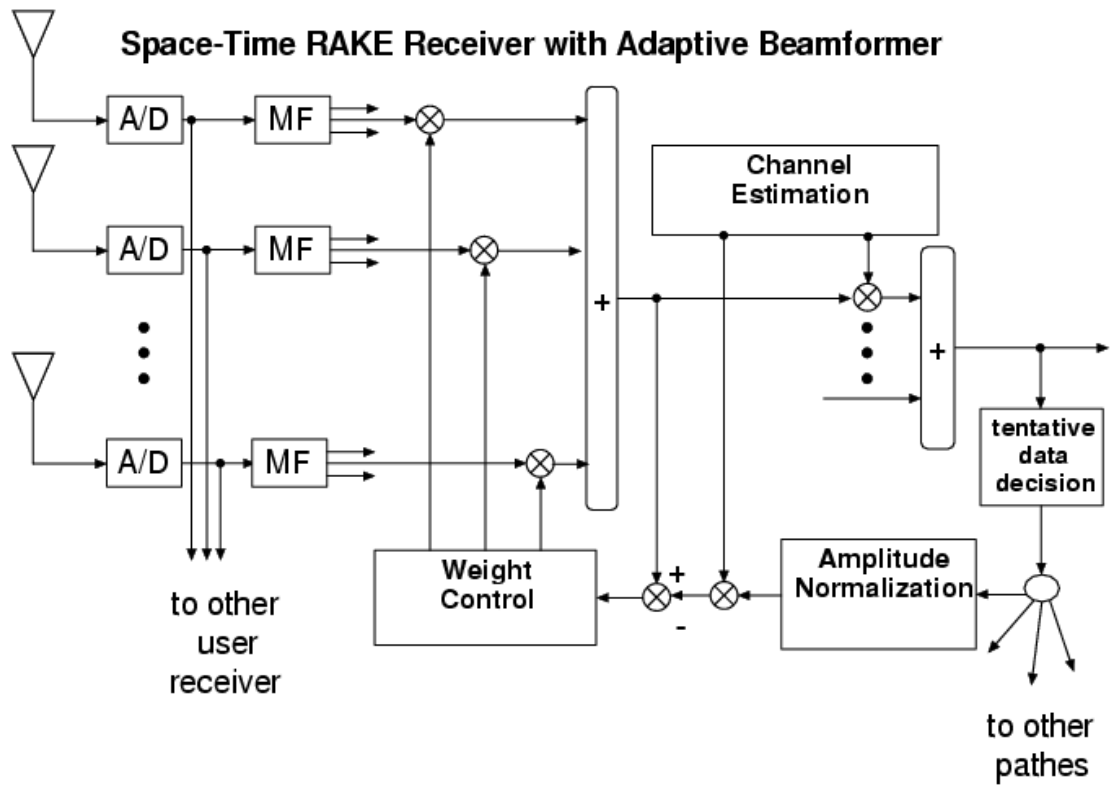 Space-Time RAKE Receiver with Adaptive Beamformer
A/D
MF
A/D
MF
A/D
MF
Channel
Estimation
+
+
tentative
data
decision
Weight
Control
+
-
Amplitude
Normalization
to other
user
receiver
to other
pathes